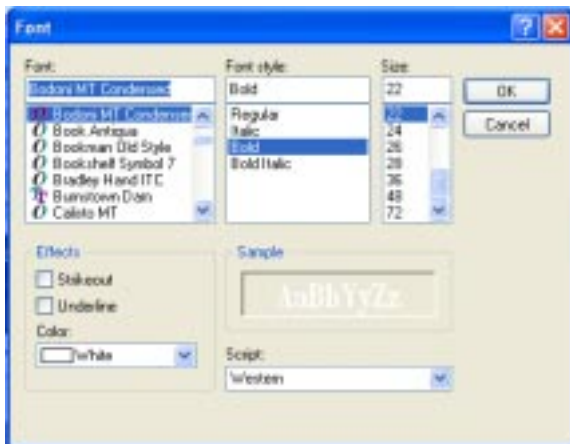 Font
Font:
Font style:
Size:
Bodoni MT Condensed
Bold
22
OK
Cancel
Bodoni MT Condensed
Book Antiqua
Bookman Old Style
Bookshelf Symbol 7
Bradley Hand ITC
Burnstown Dam
Calisto MT
Regular
Italic
Bold
Bold Italic
22
24
26
28
36
48
72
Effects
Strikeout
Underline
Color:
White
Sample
AaBbYyZz
Script:
Western